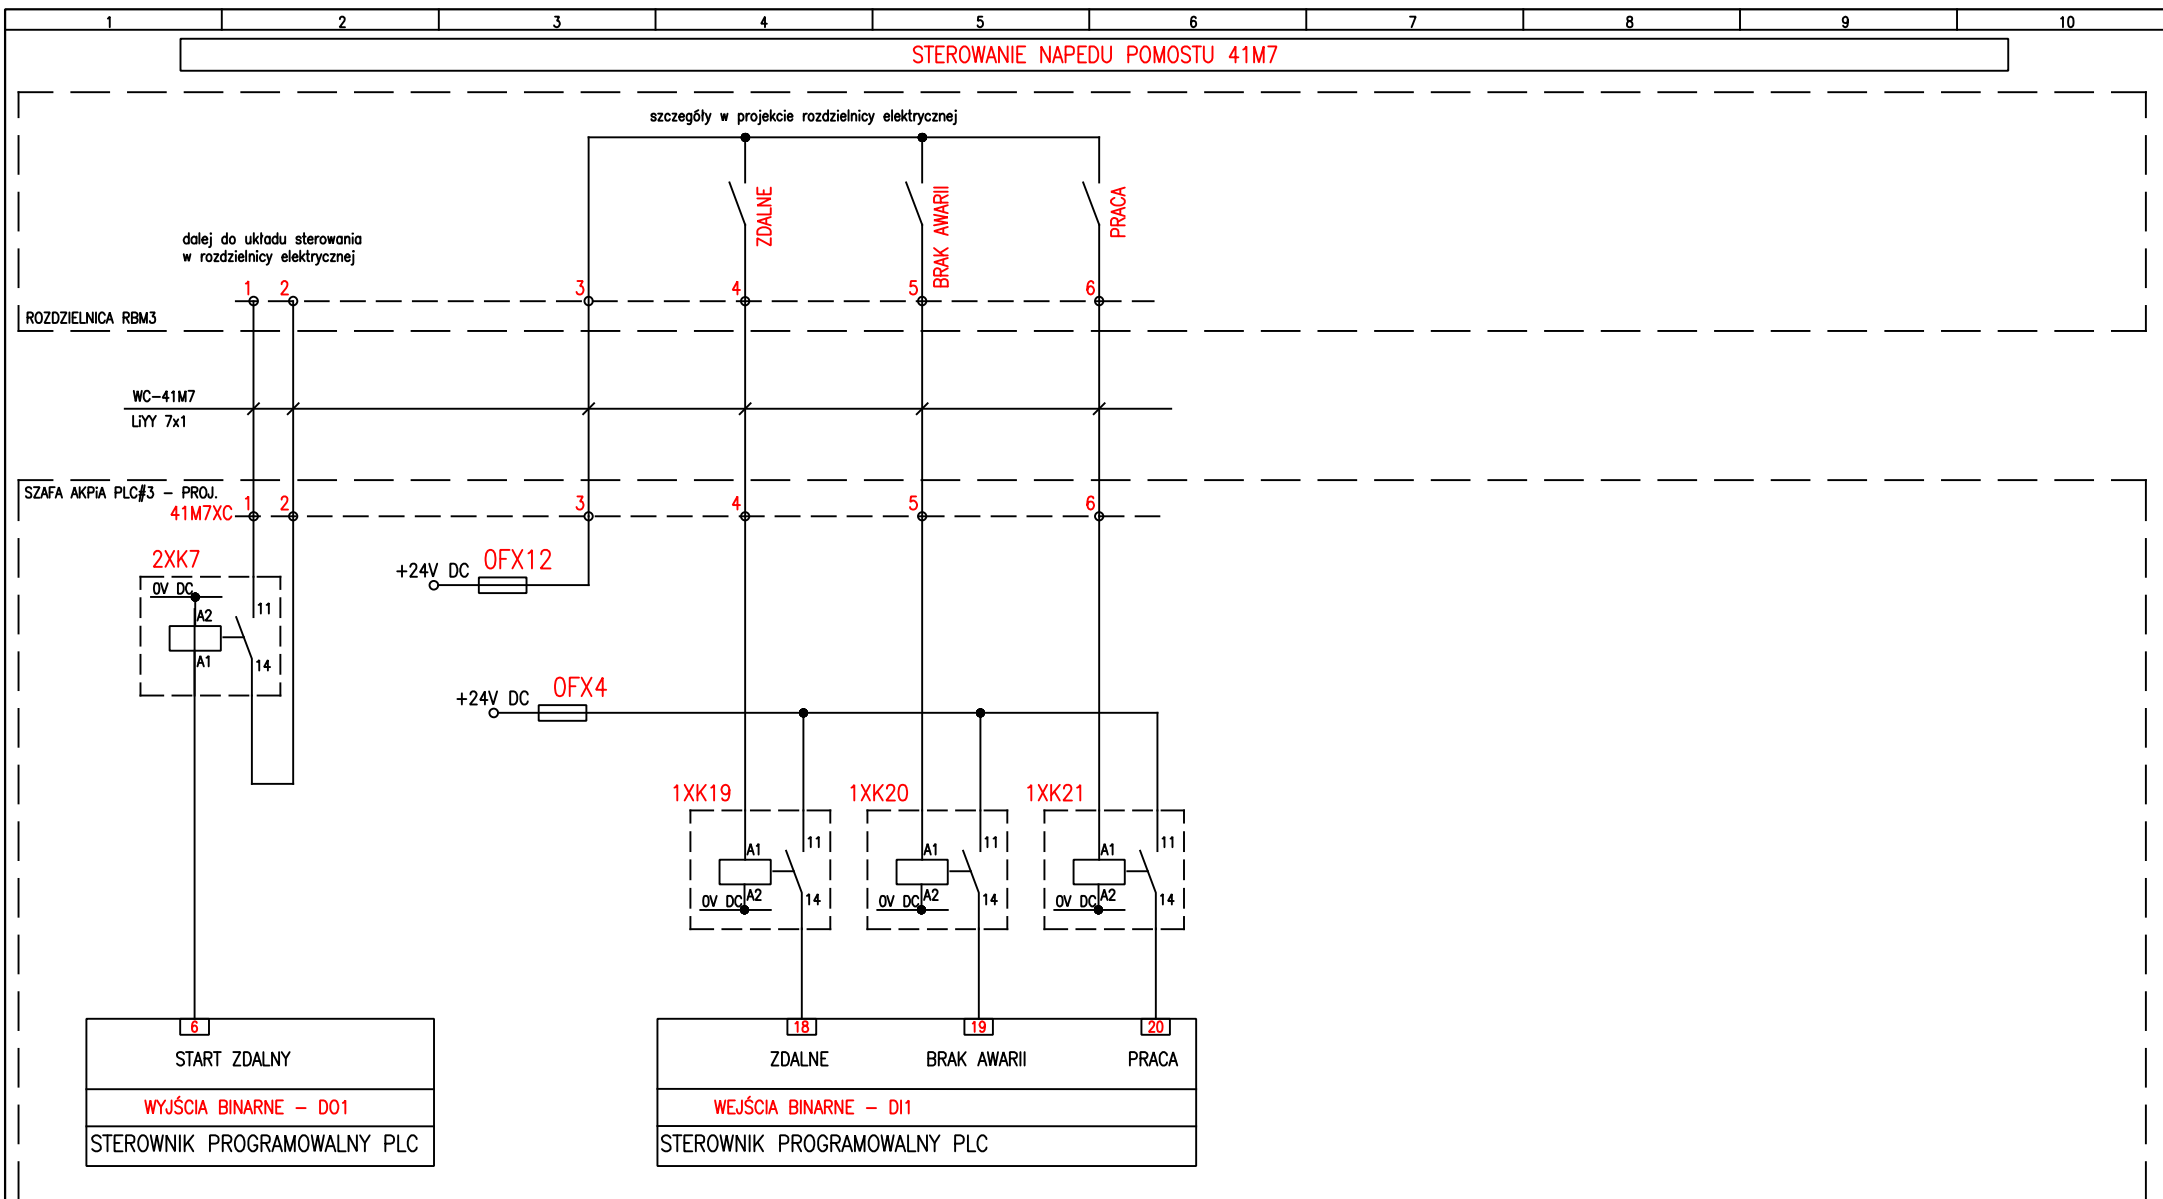 1 2 3 4 5 6 7 8 9 10
STEROWANIE NAPEDU POMOSTU 41M7
szczegóły w projekcie rozdzielnicy elektrycznej
ZDALNE
BRAK AWARII
PRACA
dalej do układu sterowania
w rozdzielnicy elektrycznej
1 2 3 4 5 6
ROZDZIELNICA RBM3
WC-41M7
LiYY 7x1
SZAFA AKPiA PLC#3 - PROJ.
41M7XC 1 2 3 4 5 6
2XK7
0V DC
A2
11
A1
14
+24V DC
0FX12
+24V DC
0FX4
1XK19
A1
11
0V DC
A2
14
1XK20
A1
11
0V DC
A2
14
1XK21
A1
11
0V DC
A2
14
6
START ZDALNY
WYJŚCIA BINARNE - DO1
STEROWNIK PROGRAMOWALNY PLC
18 19 20
ZDALNE BRAK AWARII PRACA
WEJŚCIA BINARNE - DI1
STEROWNIK PROGRAMOWALNY PLC